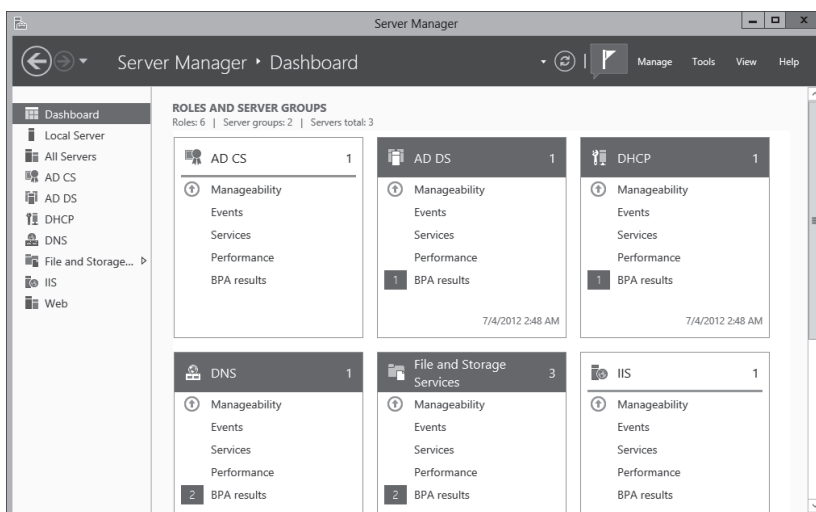 Server Manager
Server Manager ‣ Dashboard
Manage Tools View Help
Dashboard
Local Server
All Servers
AD CS
AD DS
DHCP
DNS
File and Storage...
IIS
Web
ROLES AND SERVER GROUPS
Roles: 6 | Server groups: 2 | Servers total: 3
AD CS 1
Manageability
Events
Services
Performance
BPA results
AD DS 1
Manageability
Events
Services
Performance
1 BPA results
7/4/2012 2:48 AM
DHCP 1
Manageability
Events
Services
Performance
1 BPA results
7/4/2012 2:48 AM
DNS 1
Manageability
Events
Services
Performance
2 BPA results
File and Storage
Services 3
Manageability
Events
Services
Performance
2 BPA results
IIS 1
Manageability
Events
Services
Performance
BPA results